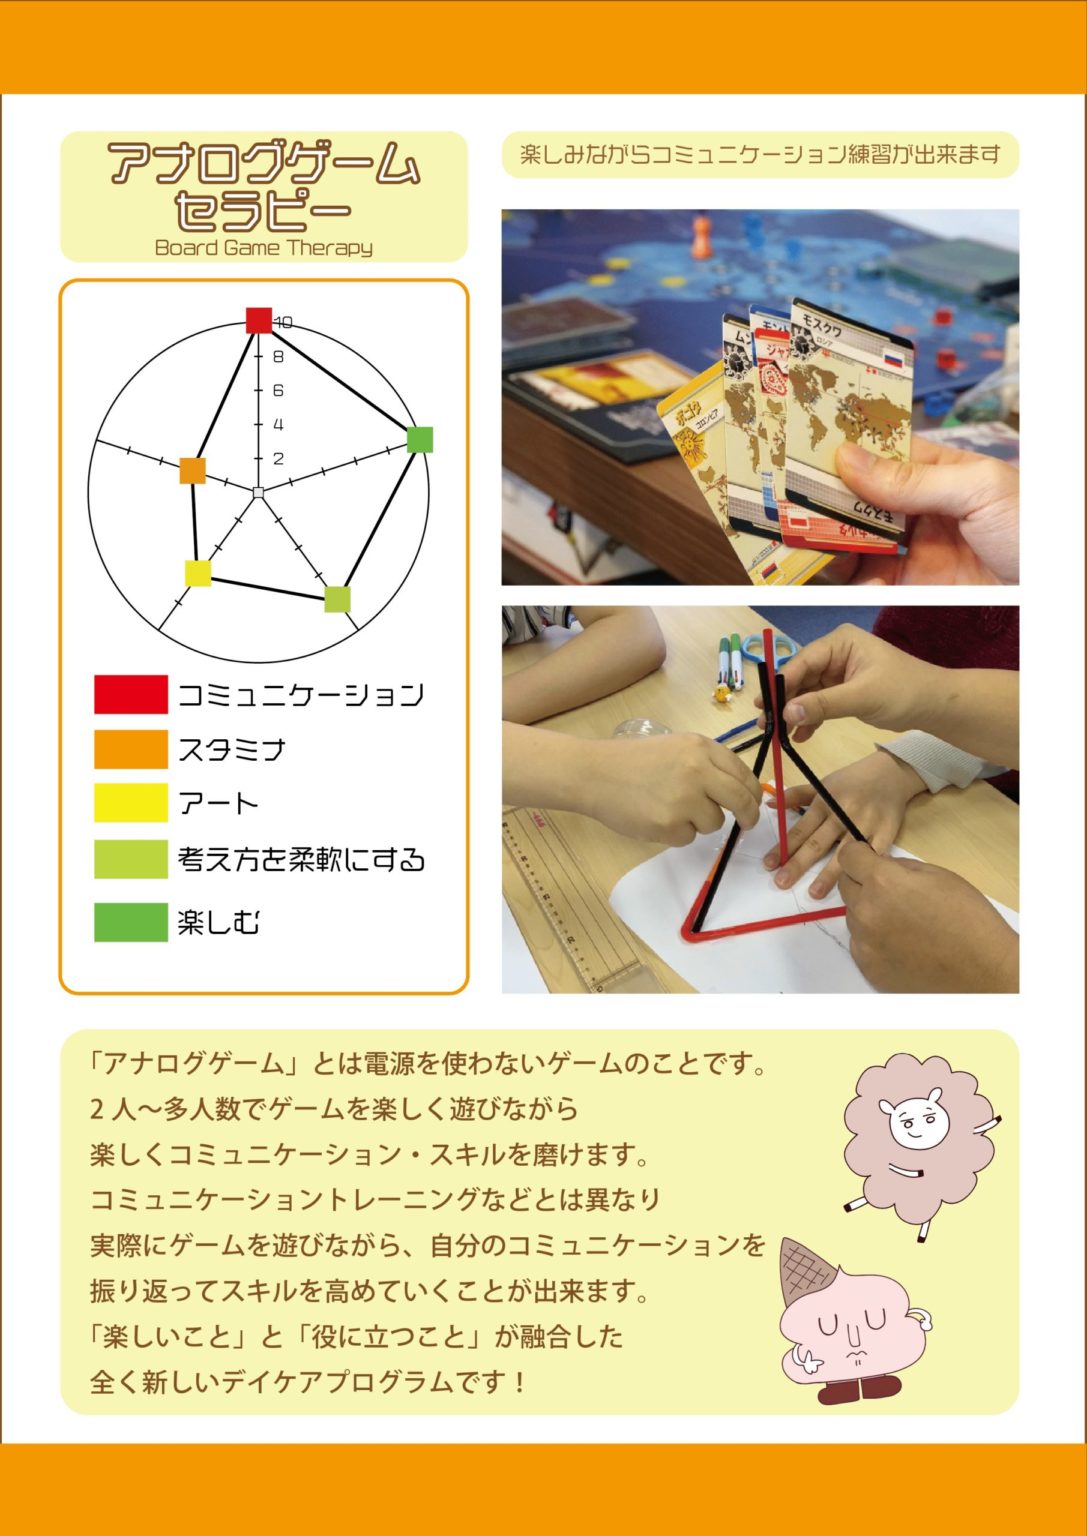 アナログゲーム
セラピー
Board Game Therapy
楽しみながらコミュニケーション練習が出来ます
10
8
6
4
2
コミュニケーション
スタミナ
アート
考え方を柔軟にする
楽しむ
モスクワ
ロシア
ボゴタ
コロンビア
モスクワ
「アナログゲーム」とは電源を使わないゲームのことです。
2人〜多人数でゲームを楽しく遊びながら
楽しくコミュニケーション・スキルを磨けます。
コミュニケーショントレーニングなどとは異なり
実際にゲームを遊びながら、自分のコミュニケーションを
振り返ってスキルを高めていくことが出来ます。
「楽しいこと」と「役に立つこと」が融合した
全く新しいデイケアプログラムです！